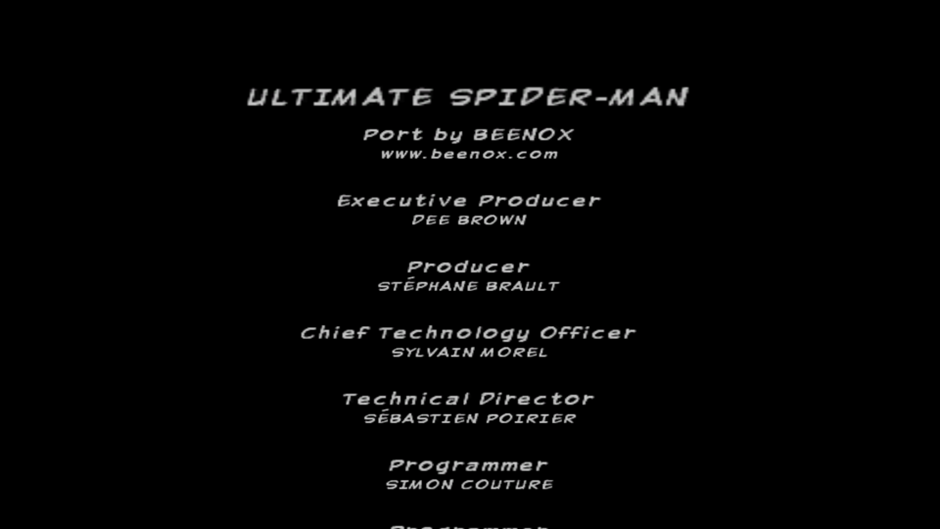 ULTIMATE SPIDER-MAN
Port by BEENOX
www.beenox.com
Executive Producer
DEE BROWN
Producer
STÉPHANE BRAULT
Chief Technology Officer
SYLVAIN MOREL
Technical Director
SÉBASTIEN POIRIER
Programmer
SIMON COUTURE